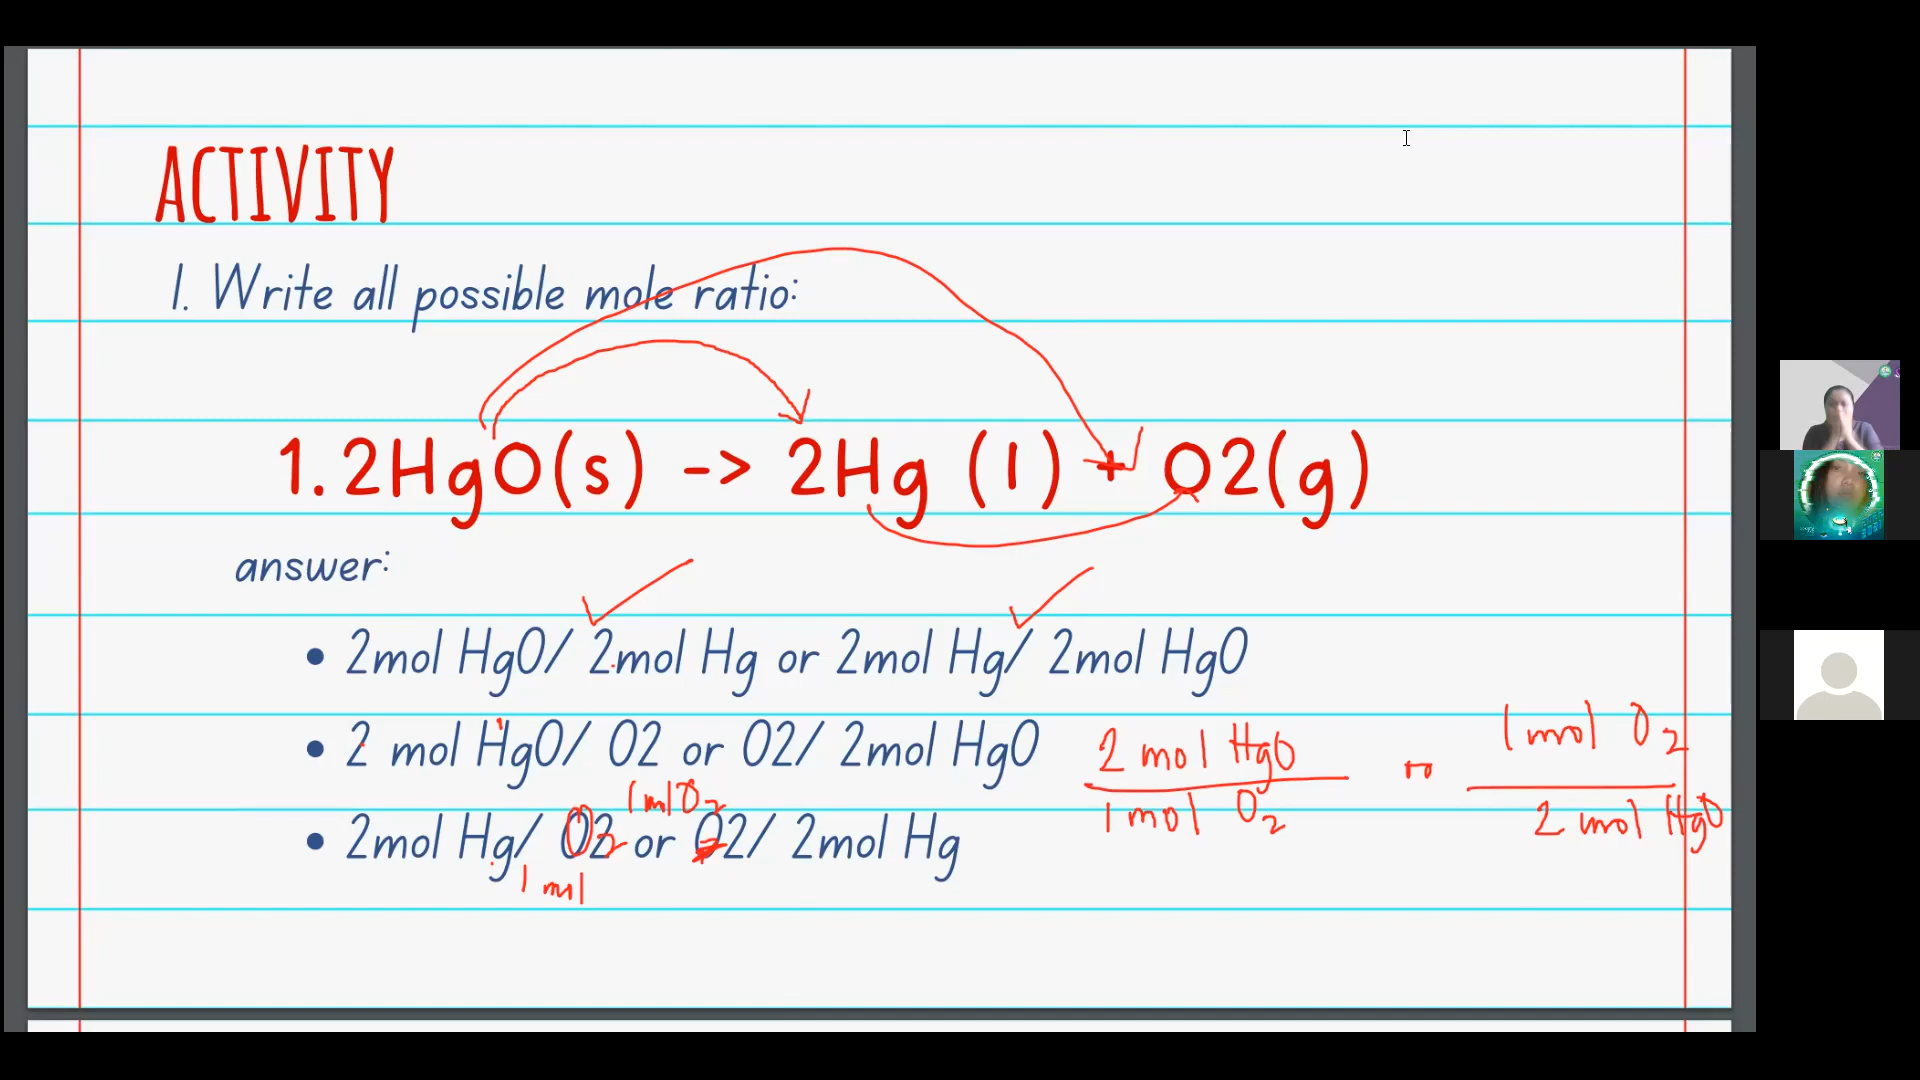 ACTIVITY
1. Write all possible mole ratio:
1. 2HgO(s) -> 2Hg (l) + O2(g)
answer:
• 2mol HgO/ 2mol Hg or 2mol Hg/ 2mol HgO
• 2 mol HgO/ O2 or O2/ 2mol HgO
2 mol HgO
1 mol O2
or
1 mol O2
2 mol HgO
1 mol O2
• 2mol Hg/ O2 or O2/ 2mol Hg
1 mol